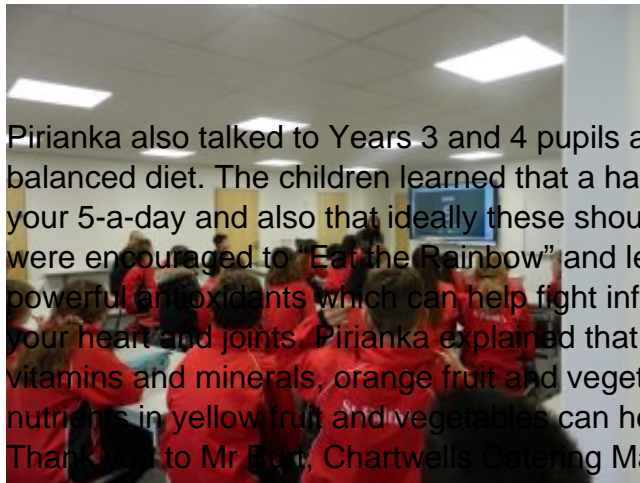 Pirianka also talked to Years 3 and 4 pupils a
balanced diet. The children learned that a ha
your 5-a-day and also that ideally these shou
were encouraged to “Eat the Rainbow” and le
powerful antioxidants which can help fight inf
your heart and joints. Pirianka explained that
vitamins and minerals, orange fruit and veget
nutrients in yellow fruit and vegetables can he
Thank you to Mr Burt, Chartwells Catering Ma